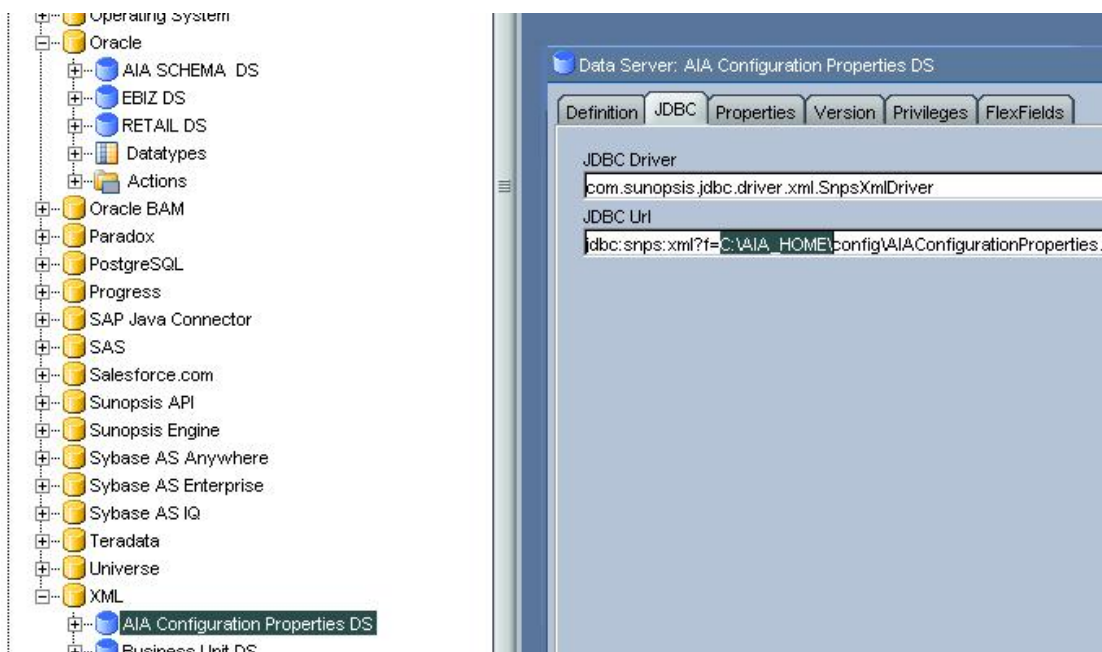 Operating System
Oracle
AIA SCHEMA DS
EBIZ DS
RETAIL DS
Datatypes
Actions
Oracle BAM
Paradox
PostgreSQL
Progress
SAP Java Connector
SAS
Salesforce.com
Sunopsis API
Sunopsis Engine
Sybase AS Anywhere
Sybase AS Enterprise
Sybase AS IQ
Teradata
Universe
XML
AIA Configuration Properties DS
Business Unit DS
Data Server: AIA Configuration Properties DS
Definition JDBC Properties Version Privileges FlexFields
JDBC Driver
com.sunopsis.jdbc.driver.xml.SnpsXmlDriver
JDBC Url
jdbc:snps:xml?f=C:\AIA_HOME\config\AIAConfigurationProperties.